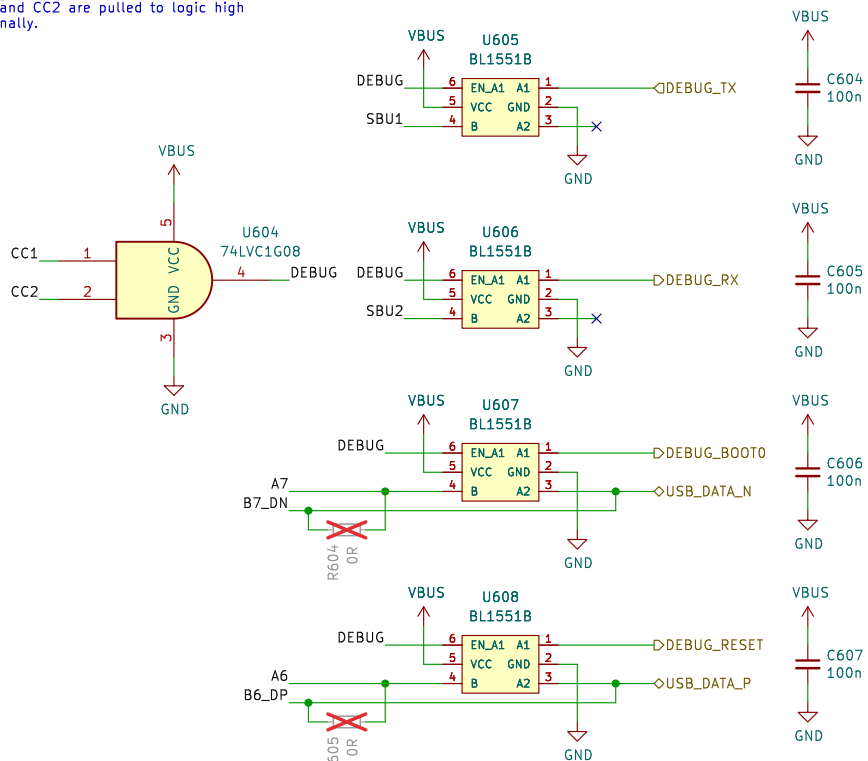 and CC2 are pulled to logic high
nally.
VBUS
5
U604
74LVC1G08
CC1
1
VCC
4
DEBUG
CC2
2
GND
3
GND
VBUS
U605
BL1551B
DEBUG
6 EN_A1 A1 1
DEBUG_TX
5 VCC GND 2
SBU1
4 B A2 3
GND
VBUS
C604
100n
GND
VBUS
U606
BL1551B
DEBUG
6 EN_A1 A1 1
DEBUG_RX
5 VCC GND 2
SBU2
4 B A2 3
GND
VBUS
C605
100n
GND
VBUS
U607
BL1551B
DEBUG
6 EN_A1 A1 1
DEBUG_BOOT0
5 VCC GND 2
A7
4 B A2 3
USB_DATA_N
B7_DN
R604
0R
GND
VBUS
C606
100n
GND
VBUS
U608
BL1551B
DEBUG
6 EN_A1 A1 1
DEBUG_RESET
5 VCC GND 2
A6
4 B A2 3
USB_DATA_P
B6_DP
605
0R
GND
VBUS
C607
100n
GND